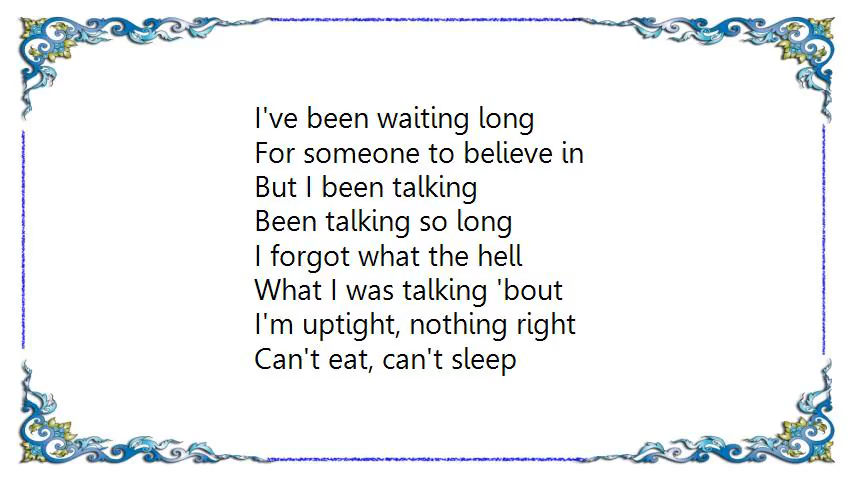 I've been waiting long
For someone to believe in
But I been talking
Been talking so long
I forgot what the hell
What I was talking 'bout
I'm uptight, nothing right
Can't eat, can't sleep